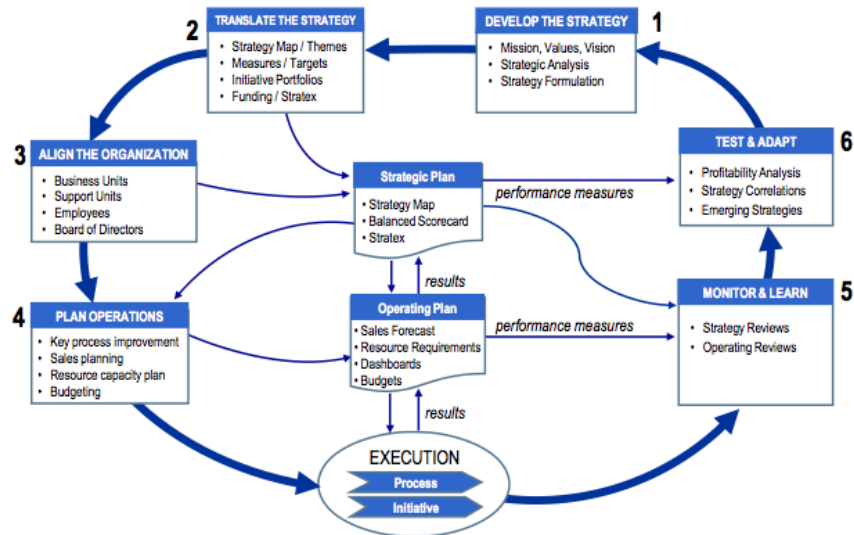 2
TRANSLATE THE STRATEGY
• Strategy Map / Themes
• Measures / Targets
• Initiative Portfolios
• Funding / Stratex
DEVELOP THE STRATEGY
1
• Mission, Values, Vision
• Strategic Analysis
• Strategy Formulation
3
ALIGN THE ORGANIZATION
• Business Units
• Support Units
• Employees
• Board of Directors
Strategic Plan
•Strategy Map
•Balanced Scorecard
•Stratex
performance measures
TEST & ADAPT
6
• Profitability Analysis
• Strategy Correlations
• Emerging Strategies
results
4
PLAN OPERATIONS
• Key process improvement
• Sales planning
• Resource capacity plan
• Budgeting
Operating Plan
•Sales Forecast
•Resource Requirements
•Dashboards
•Budgets
performance measures
MONITOR & LEARN
5
• Strategy Reviews
• Operating Reviews
results
EXECUTION
Process
Initiative